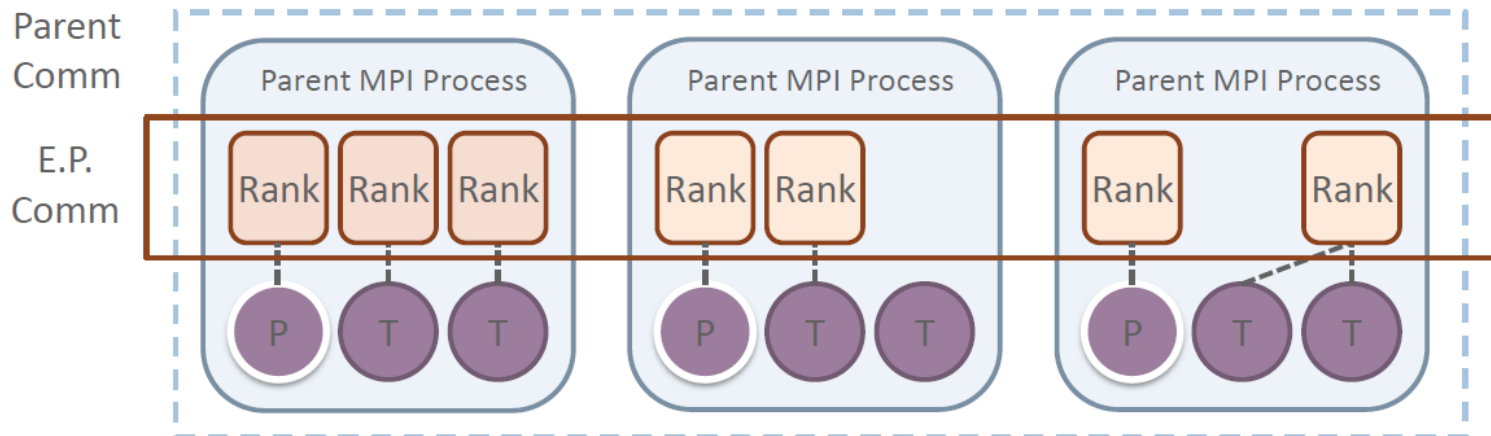 Parent
Comm
Parent MPI Process
Parent MPI Process
Parent MPI Process
E.P.
Comm
Rank Rank Rank
Rank Rank
Rank Rank
P T T
P T T
P T T